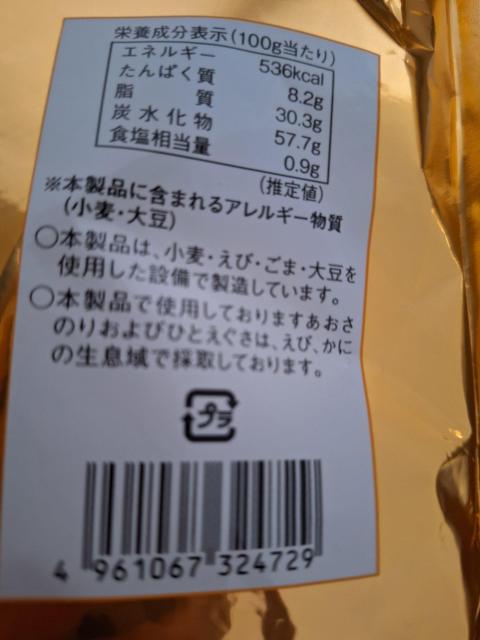 栄養成分表示(100g当たり)
エネルギー 536kcal
たんぱく質 8.2g
脂質 30.3g
炭水化物 57.7g
食塩相当量 0.9g
(推定値)
※本製品に含まれるアレルギー物質
(小麦・大豆)
○本製品は、小麦・えび・ごま・大豆を
使用した設備で製造しています。
○本製品で使用しておりますあおさ
のりおよびひとえぐさは、えび、かに
の生息域で採取しております。
プラ
4 961067 324729